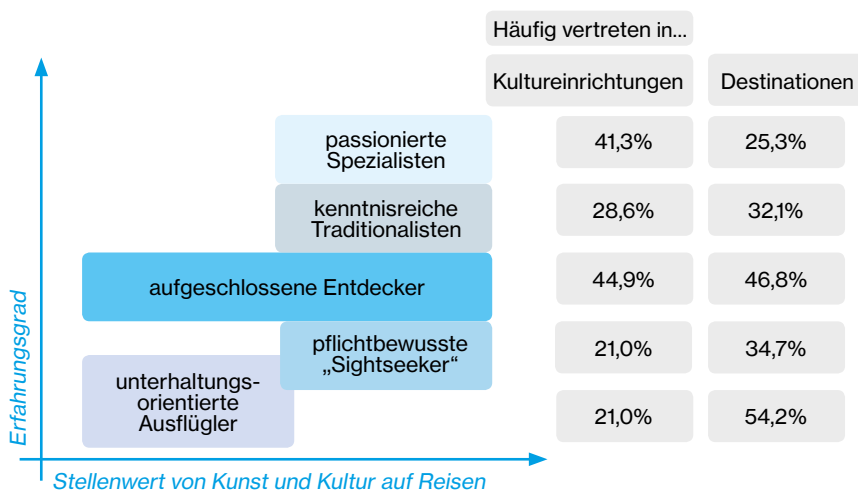 Häufig vertreten in...
Kultureinrichtungen
Destinationen
passionierte
Spezialisten
41,3%
25,3%
kenntnisreiche
Traditionalisten
28,6%
32,1%
aufgeschlossene Entdecker
44,9%
46,8%
pflichtbewusste
„Sightseeker“
21,0%
34,7%
unterhaltungs-
orientierte
Ausflügler
21,0%
54,2%
Erfahrungsgrad
Stellenwert von Kunst und Kultur auf Reisen